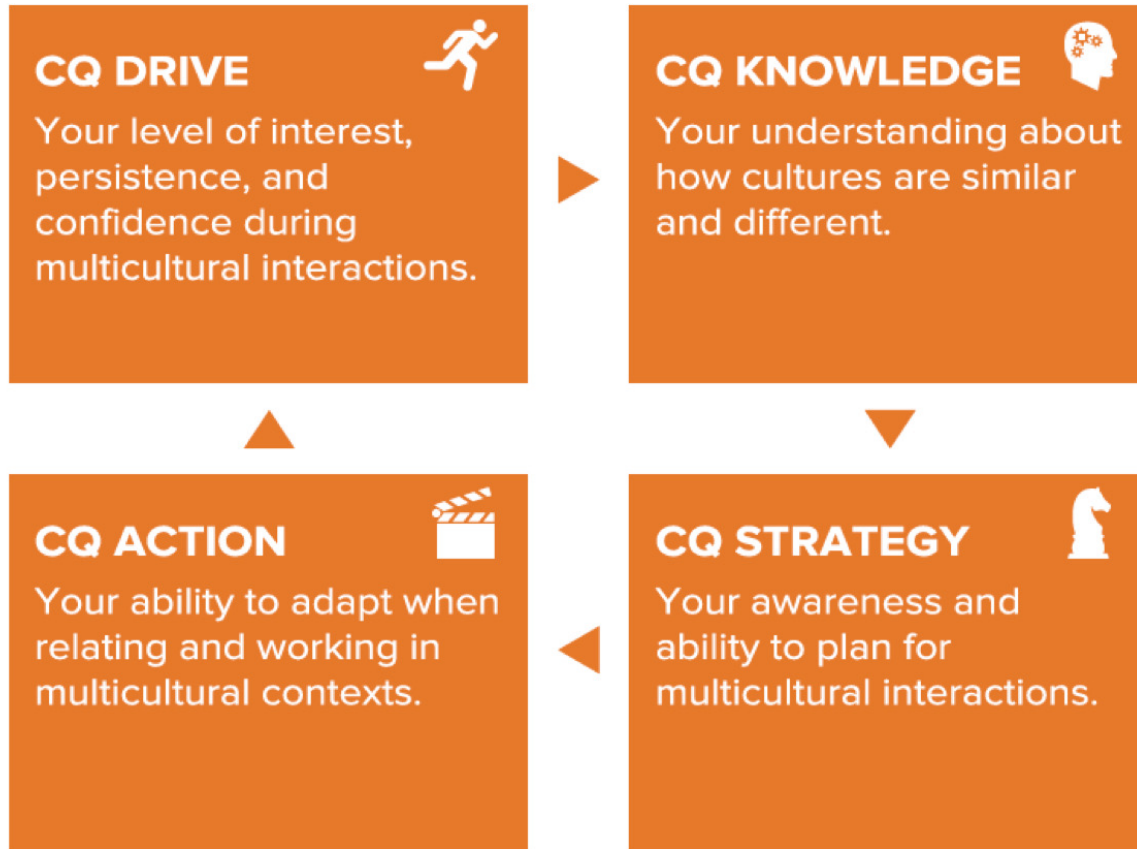 CQ DRIVE
Your level of interest,
persistence, and
confidence during
multicultural interactions.
CQ KNOWLEDGE
Your understanding about
how cultures are similar
and different.
CQ ACTION
Your ability to adapt when
relating and working in
multicultural contexts.
CQ STRATEGY
Your awareness and
ability to plan for
multicultural interactions.